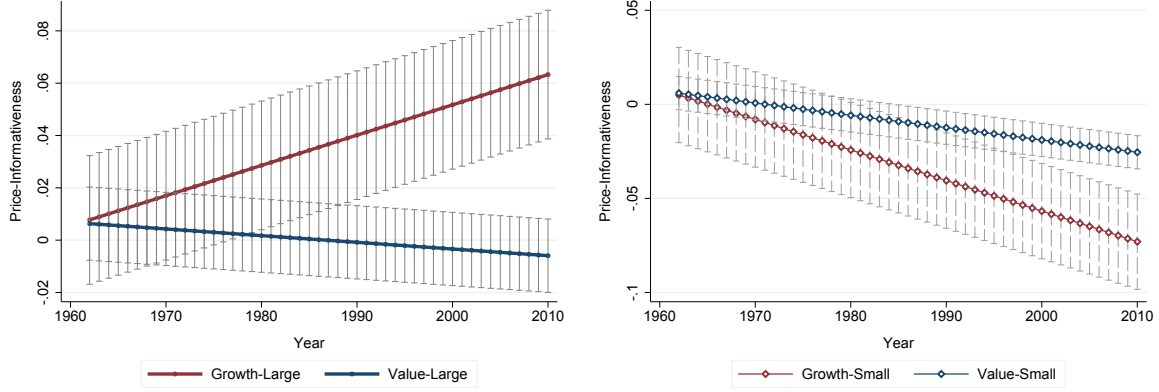 .08
.06
.04
.02
0
-.02
Price-Informativeness
1960 1970 1980 1990 2000 2010
Year
Growth-Large Value-Large
.05
0
-.05
-.1
Price-Informativeness
1960 1970 1980 1990 2000 2010
Year
Growth-Small Value-Small